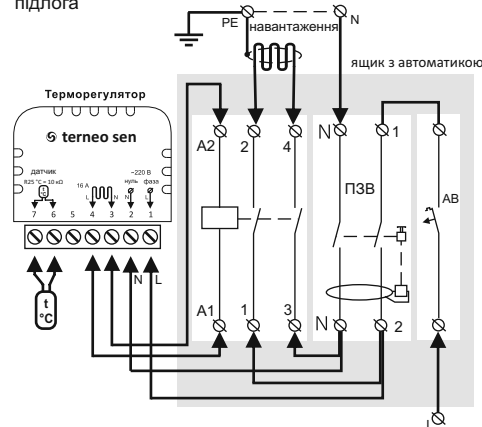 підлога
PE
N
навантаження
ящик з автоматикою
Терморегулятор
terneo sen
датчик
R25 °C = 10 кΩ
t °C
16 А
L
N
~220 В
нуль
фаза
N
L
7 6 5 4 3 2 1
N L
t
°C
A2 2 4
N 1
ПЗВ
АВ
A1 1 3
N 2
L